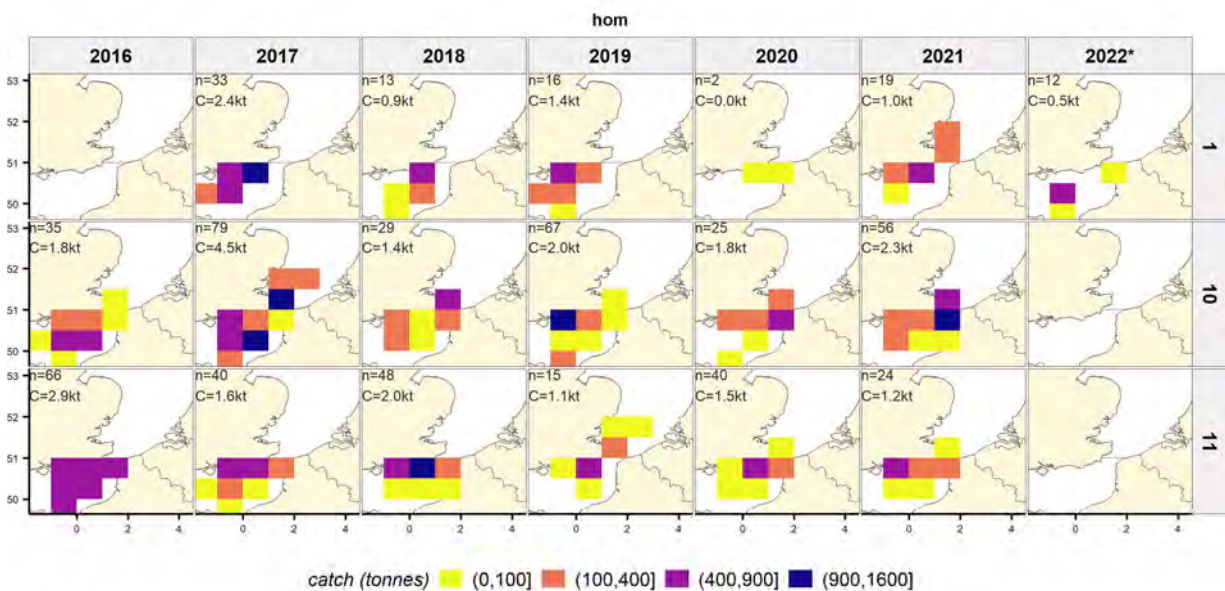 hom
2016 2017 2018 2019 2020 2021 2022*
n=33 n=13 n=16 n=2 n=19 n=12
C=2.4kt C=0.9kt C=1.4kt C=0.0kt C=1.0kt C=0.5kt
53
52
51
50
1
n=35 n=79 n=29 n=67 n=25 n=56
C=1.8kt C=4.5kt C=1.4kt C=2.0kt C=1.8kt C=2.3kt
53
52
51
50
10
n=66 n=40 n=48 n=15 n=40 n=24
C=2.9kt C=1.6kt C=2.0kt C=1.1kt C=1.5kt C=1.2kt
53
52
51
50
11
0 2 4 0 2 4 0 2 4 0 2 4 0 2 4 0 2 4 0 2 4
catch (tonnes) (0,100] (100,400] (400,900] (900,1600]